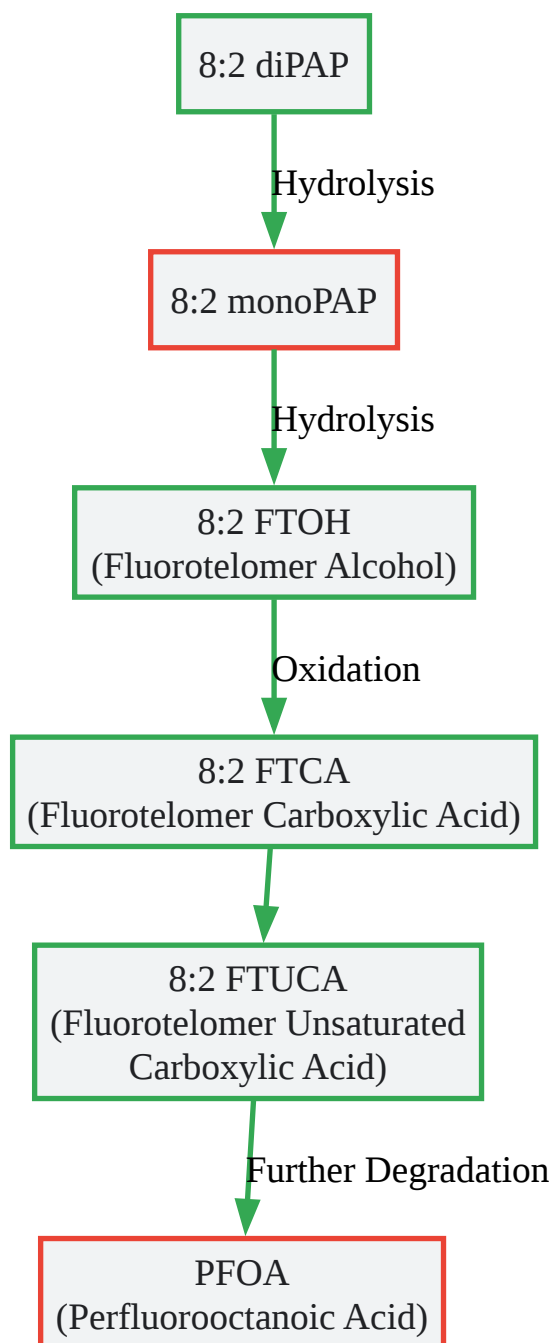 8:2 diPAP
Hydrolysis
8:2 monoPAP
Hydrolysis
8:2 FTOH
(Fluorotelomer Alcohol)
Oxidation
8:2 FTCA
(Fluorotelomer Carboxylic Acid)
8:2 FTUCA
(Fluorotelomer Unsaturated
Carboxylic Acid)
Further Degradation
PFOA
(Perfluorooctanoic Acid)